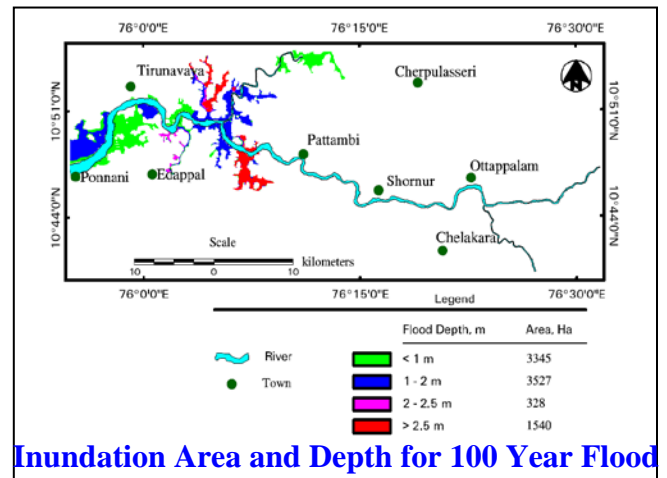 76°0'0"E 76°15'0"E 76°30'0"E
Tirunavaya
Cherpulasseri
10°51'0"N 10°51'0"N
Pattambi
Ottappalam
Ponnani Edappal Shornur
10°44'0"N 10°44'0"N
Chelakara
Scale
10 0 10 kilometers
76°0'0"E 76°15'0"E 76°30'0"E
Legend
Flood Depth, m Area, Ha
River < 1 m 3345
Town 1 - 2 m 3527
2 - 2.5 m 328
> 2.5 m 1540
Inundation Area and Depth for 100 Year Flood